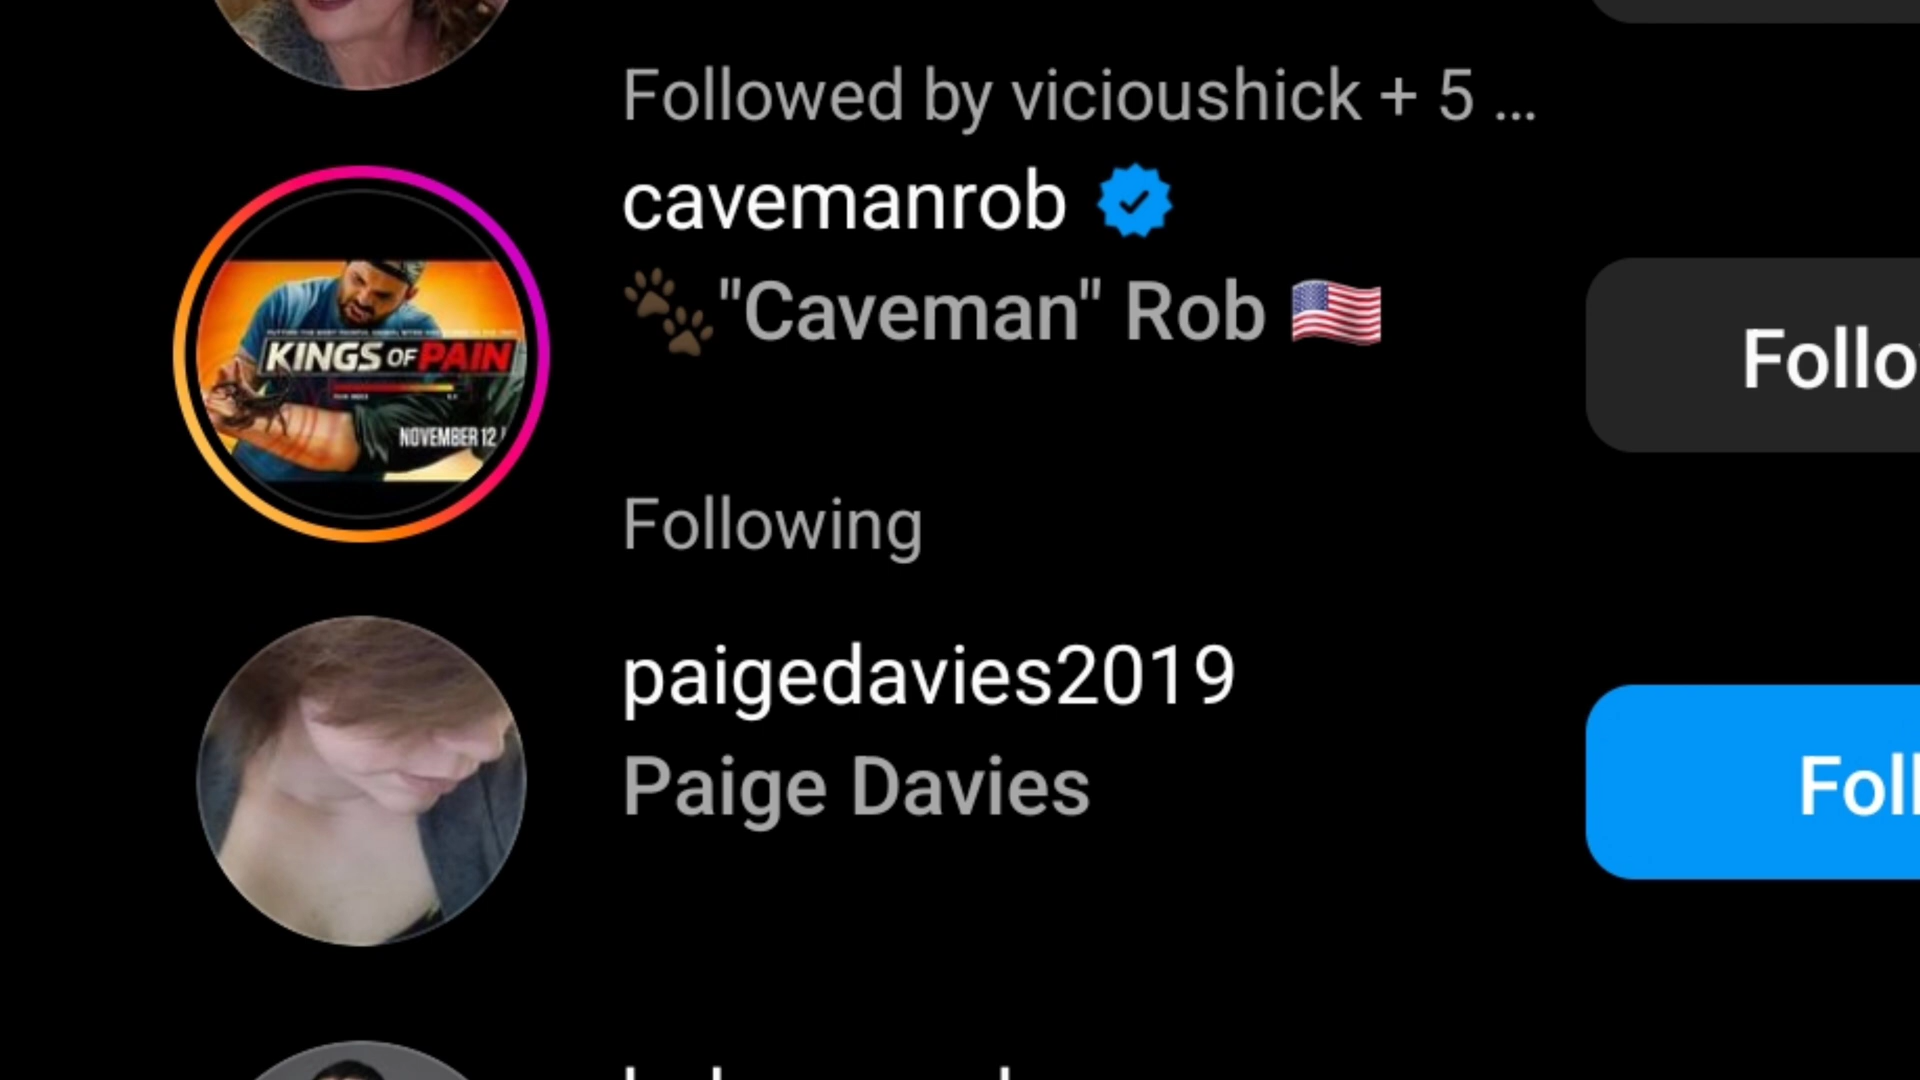 Followed by vicioushick + 5 ...
cavemanrob
"Caveman" Rob
KINGS OF PAIN
NOVEMBER 12
Follo
Following
paigedavies2019
Paige Davies
Foll